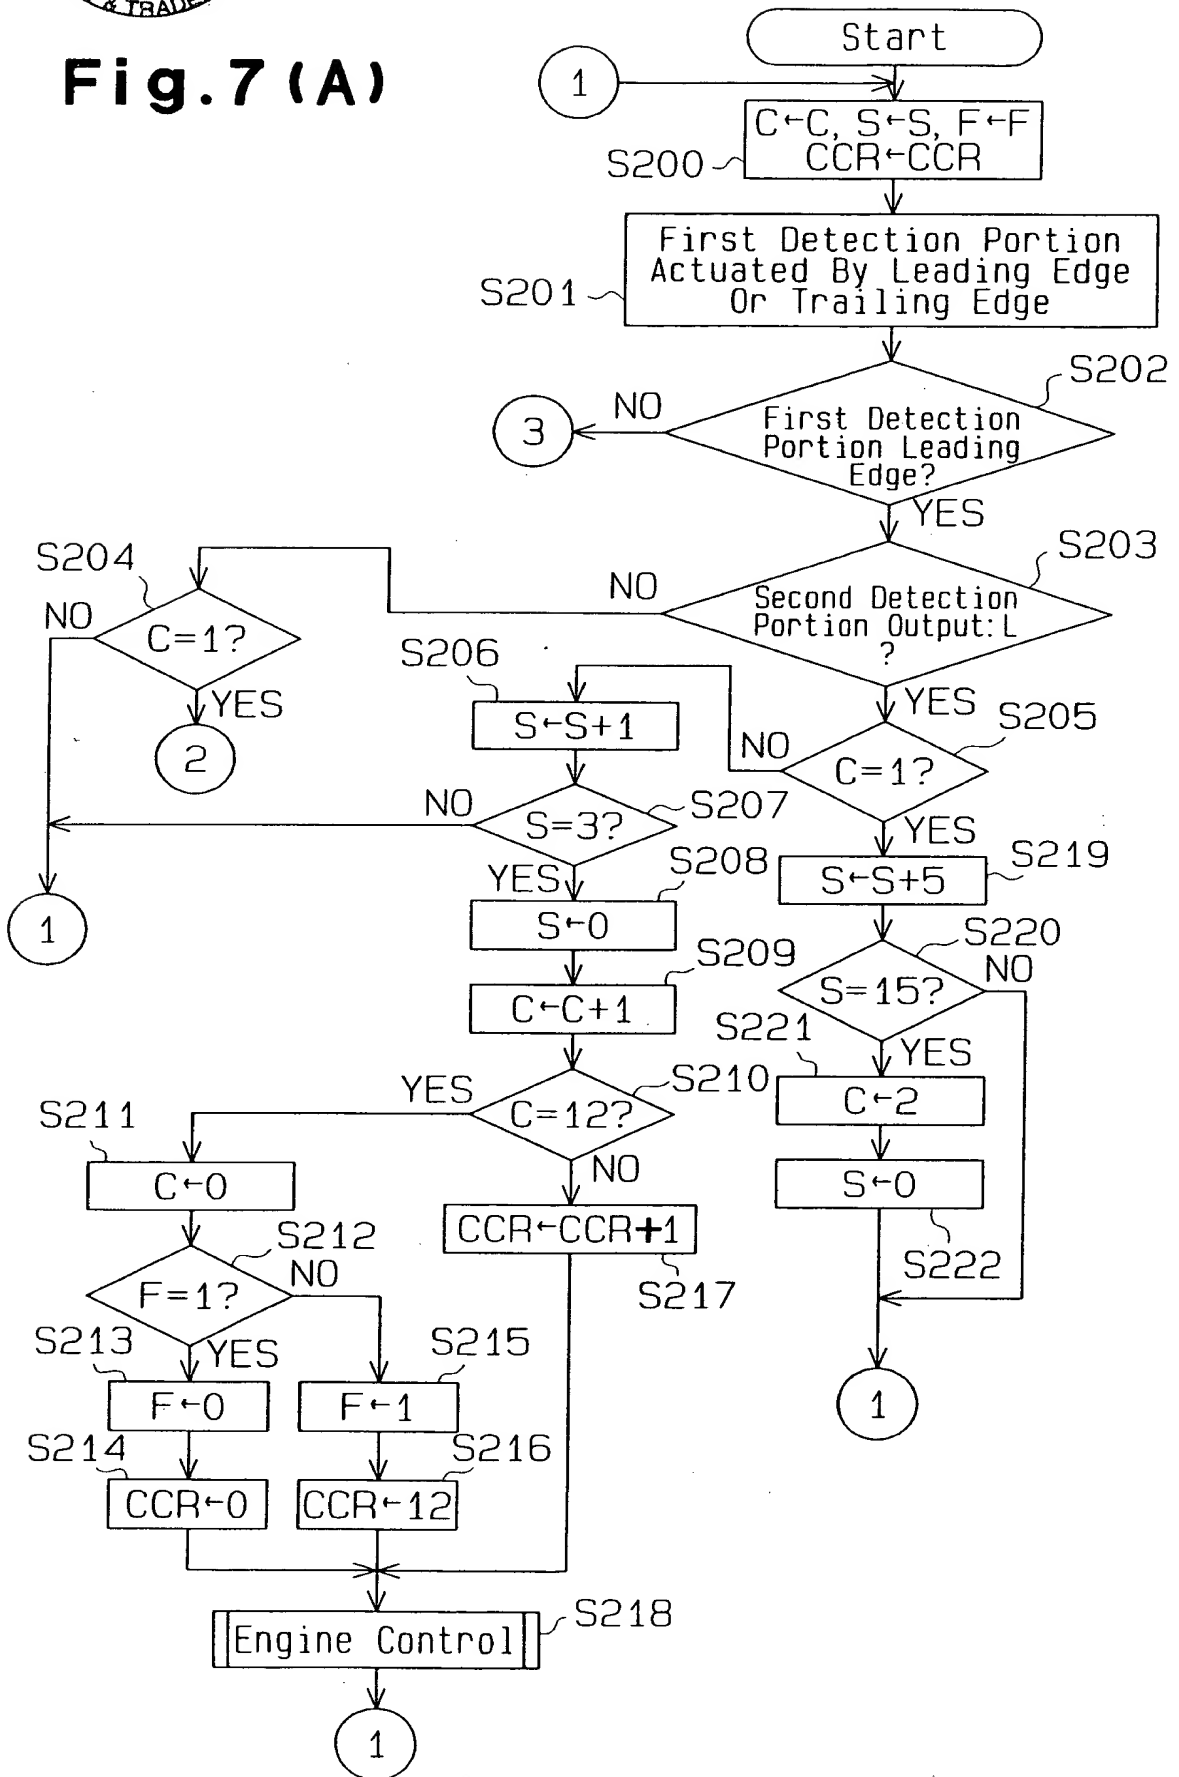 & TRADE
Fig.7(A)
Start
1
C←C, S←S, F←F
CCR←CCR
S200
First Detection Portion
Actuated By Leading Edge
Or Trailing Edge
S201
S202
First Detection
Portion Leading
Edge?
NO
3
YES
S203
Second Detection
Portion Output:L
?
NO
S204
C=1?
NO
YES
2
YES
S205
C=1?
NO
S206
S←S+1
S207
S=3?
NO
1
YES
S208
S←0
S209
C←C+1
S210
C=12?
YES
NO
YES
S219
S←S+5
S220
S=15?
NO
YES
S221
C←2
S←0
S222
1
S211
C←0
S212
F=1?
NO
YES
S213
F←0
S214
CCR←0
S215
F←1
S216
CCR←12
CCR←CCR+1
S217
Engine Control
S218
1